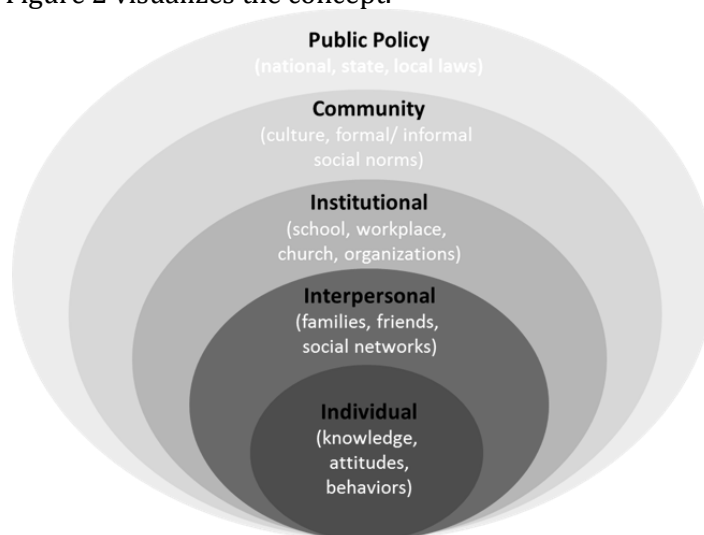 Figure 2 visualizes the concept.
Public Policy
(national, state, local laws)
Community
(culture, formal/ informal
social norms)
Institutional
(school, workplace,
church, organizations)
Interpersonal
(families, friends,
social networks)
Individual
(knowledge,
attitudes,
behaviors)